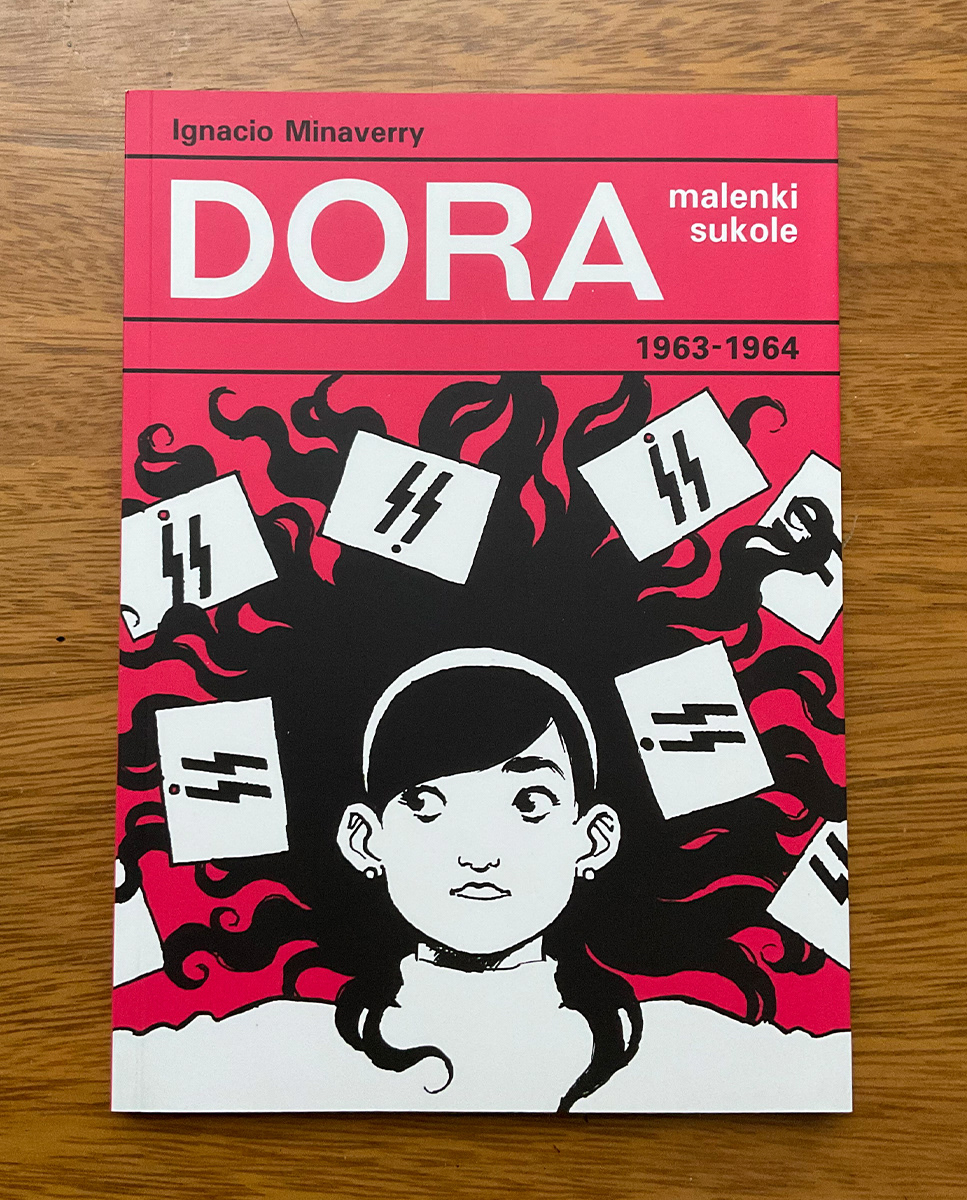 Ignacio Minaverry
DORA
malenki
sukole
1963-1964